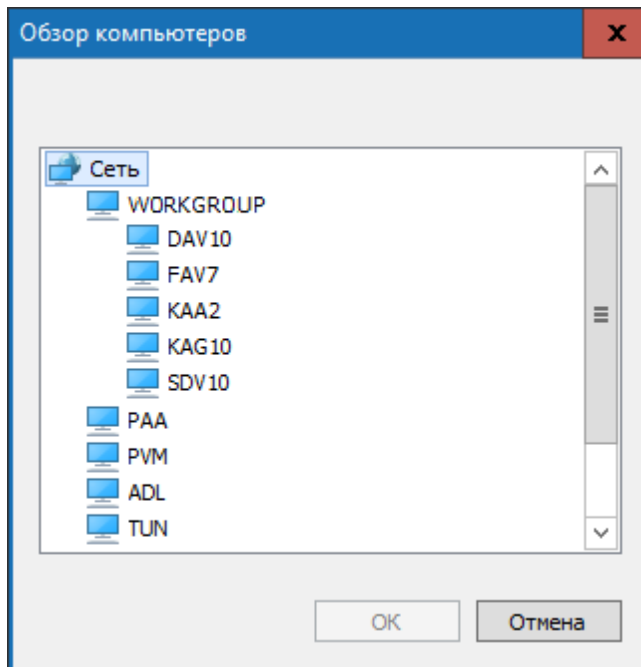 Обзор компьютеров
Сеть
WORKGROUP
DAV10
FAV7
KAA2
KAG10
SDV10
PAA
PVM
ADL
TUN
OK
Отмена